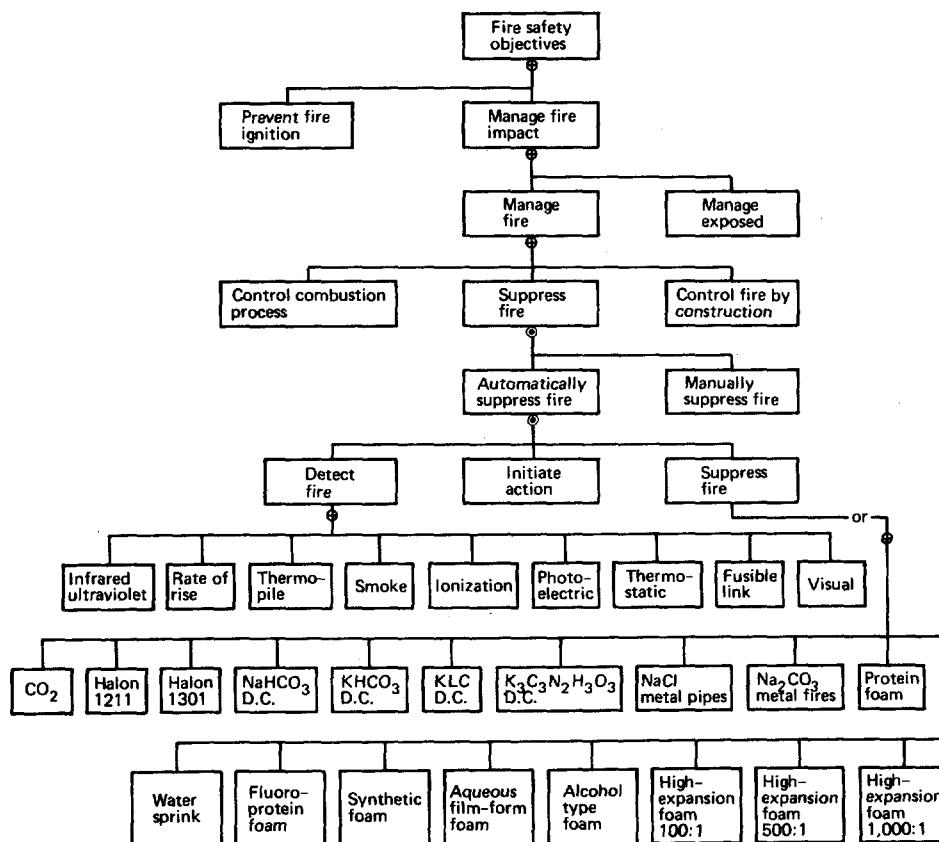 Fire safety
objectives
Prevent fire
ignition
Manage fire
impact
Manage
fire
Manage
exposed
Control combustion
process
Suppress
fire
Control fire by
construction
Automatically
suppress fire
Manually
suppress fire
Detect
fire
Initiate
action
Suppress
fire
or
Infrared
ultraviolet
Rate of
rise
Thermo-
pile
Smoke
Ionization
Photo-
electric
Thermo-
static
Fusible
link
Visual
CO2
Halon
1211
Halon
1301
NaHCO3
D.C.
KHCO3
D.C.
KLC
D.C.
K3C3N2H3O3
D.C.
NaCl
metal pipes
Na2CO3
metal fires
Protein
foam
Water
sprink
Fluoro-
protein
foam
Synthetic
foam
Aqueous
film-form
foam
Alcohol
type
foam
High-
expansion
foam
100:1
High-
expansion
foam
500:1
High-
expansion
foam
1,000:1